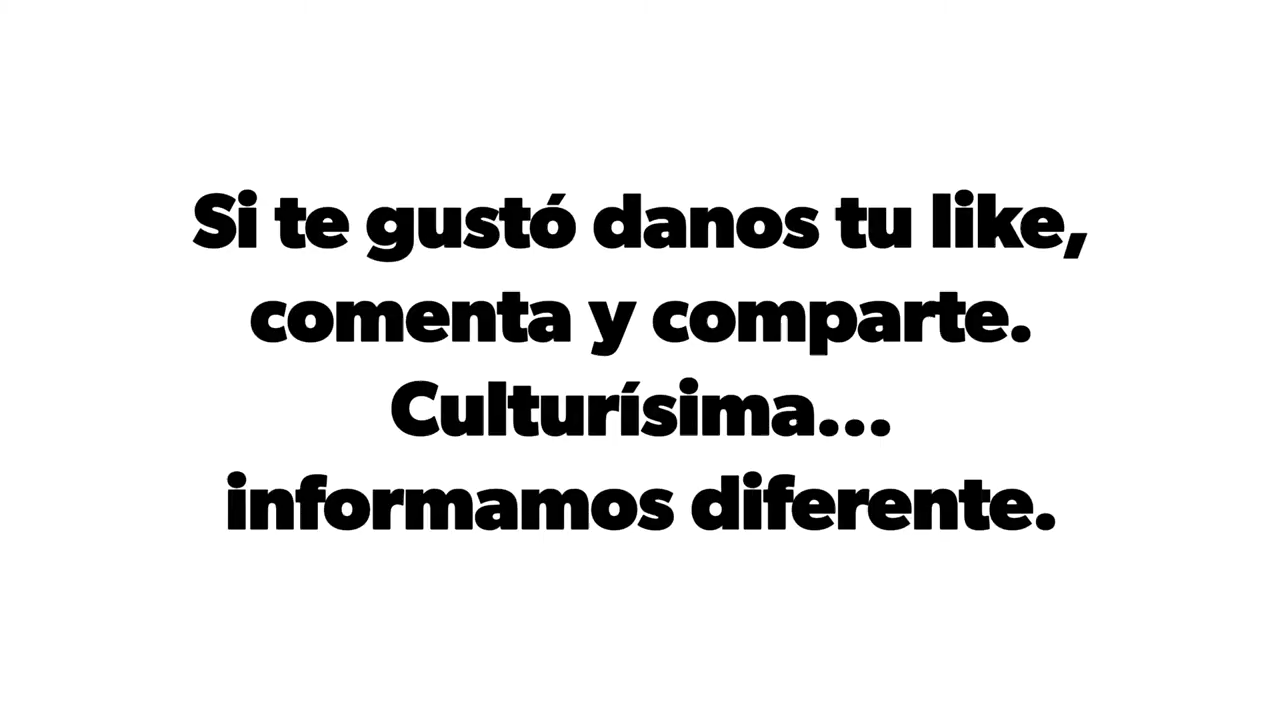 Si te gustó danos tu like,
comenta y comparte.
Culturísima...
informamos diferente.